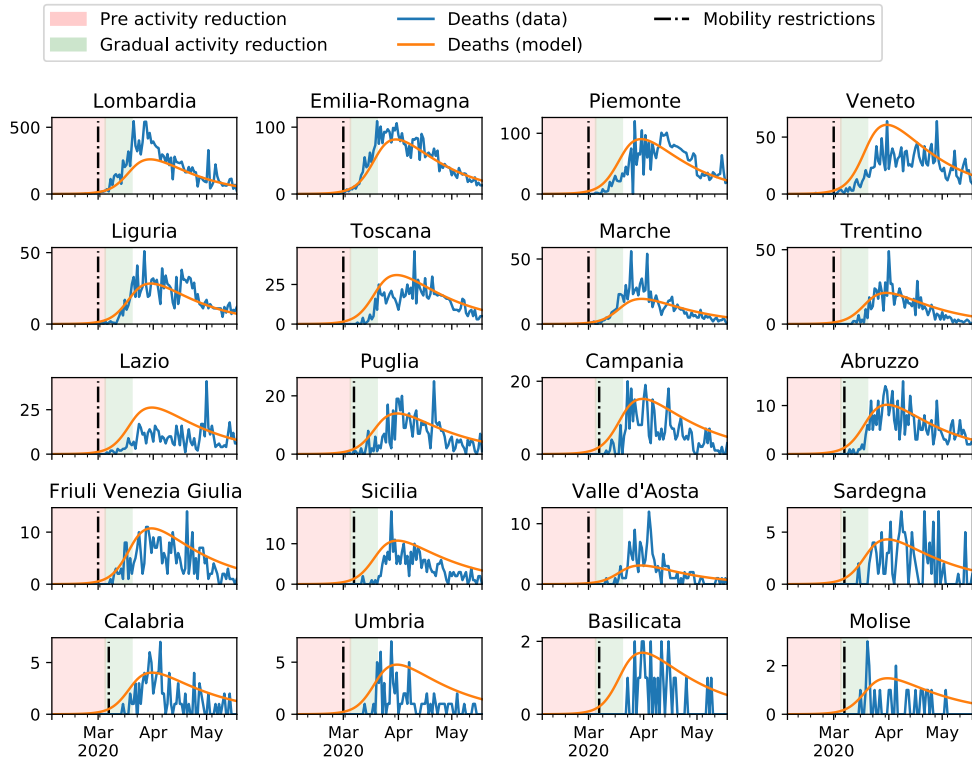 Pre activity reduction
Deaths (data)
Mobility restrictions
Gradual activity reduction
Deaths (model)
Lombardia
Emilia-Romagna
Piemonte
Veneto
500
0
100
0
100
0
50
0
Liguria
Toscana
Marche
Trentino
50
0
25
0
50
0
50
0
Lazio
Puglia
Campania
Abruzzo
25
0
20
0
20
0
10
0
Friuli Venezia Giulia
Sicilia
Valle d'Aosta
Sardegna
10
0
10
0
10
0
5
0
Calabria
Umbria
Basilicata
Molise
5
0
5
0
2
1
0
2
0
Mar
2020
Apr
May
Mar
2020
Apr
May
Mar
2020
Apr
May
Mar
2020
Apr
May